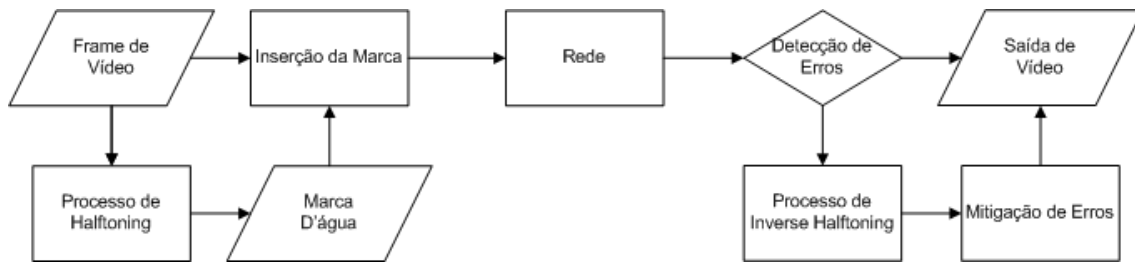 Frame de
Vídeo
Inserção da Marca
Rede
Detecção de
Erros
Saída de
Vídeo
Processo de
Halftoning
Marca
D'água
Processo de
Inverse Halftoning
Mitigação de Erros